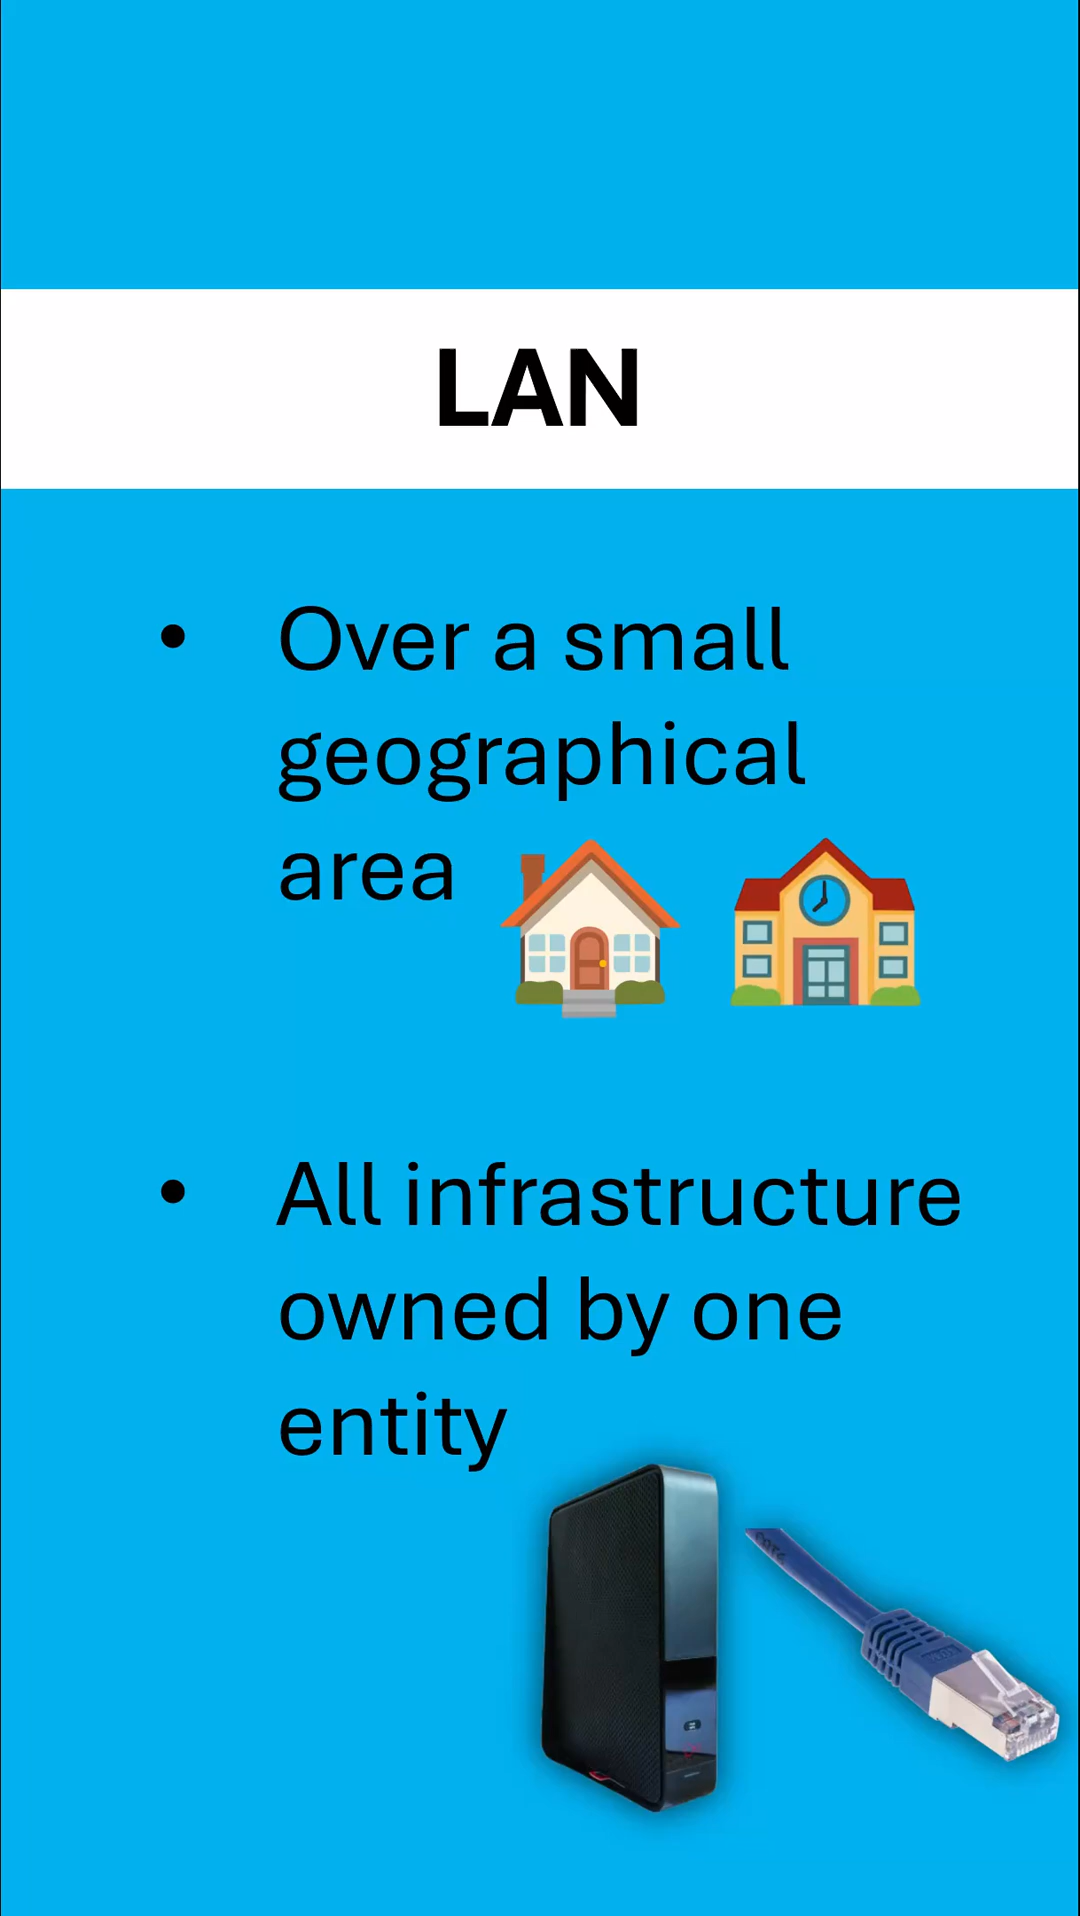 LAN
• Over a small
geographical
area
• All infrastructure
owned by one
entity